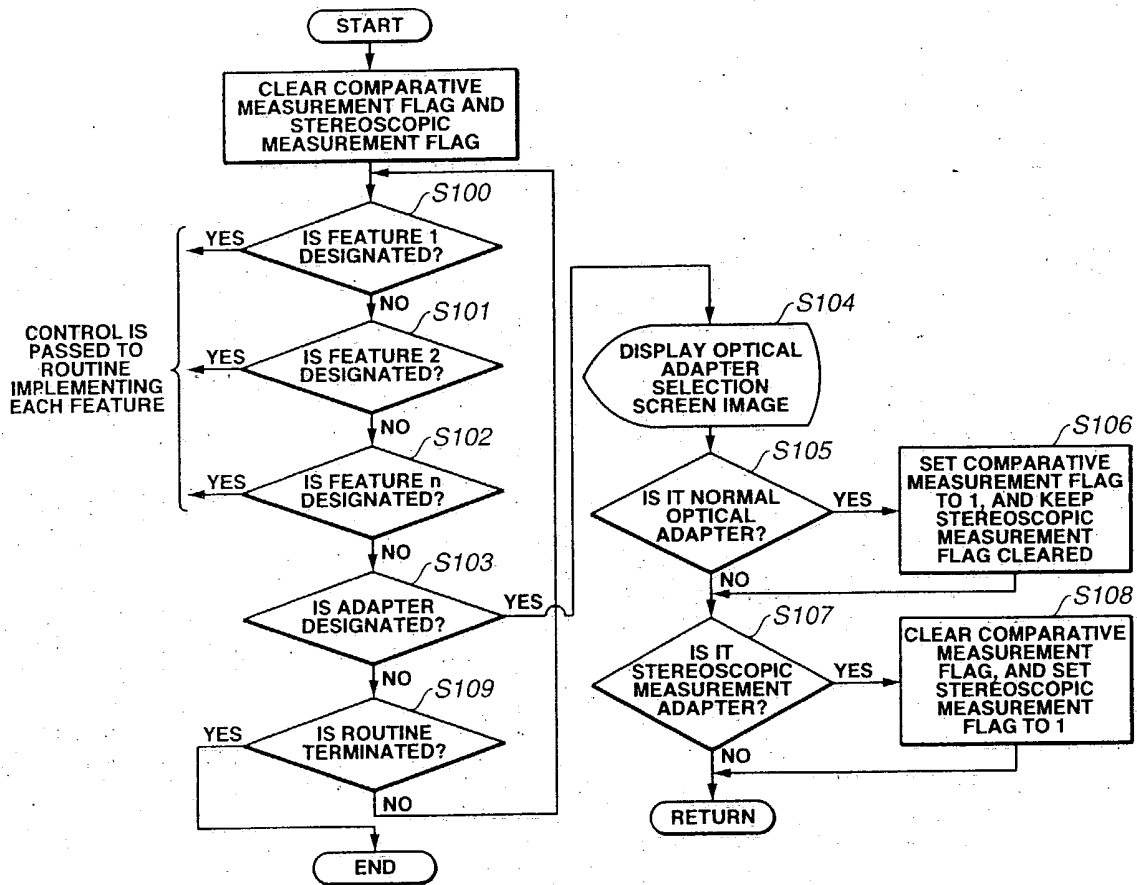 START
CLEAR COMPARATIVE
MEASUREMENT FLAG AND
STEREOSCOPIC
MEASUREMENT FLAG
S100
YES
IS FEATURE 1
DESIGNATED?
NO
S101
CONTROL IS
PASSED TO
ROUTINE
IMPLEMENTING
EACH FEATURE
YES
IS FEATURE 2
DESIGNATED?
NO
S102
YES
IS FEATURE n
DESIGNATED?
NO
S103
IS ADAPTER
DESIGNATED?
YES
NO
S109
YES
IS ROUTINE
TERMINATED?
NO
END
S104
DISPLAY OPTICAL
ADAPTER
SELECTION
SCREEN IMAGE
S105
IS IT NORMAL
OPTICAL
ADAPTER?
YES
NO
S106
SET COMPARATIVE
MEASUREMENT FLAG
TO 1, AND KEEP
STEREOSCOPIC
MEASUREMENT
FLAG CLEARED
S107
IS IT
STEREOSCOPIC
MEASUREMENT
ADAPTER?
YES
NO
S108
CLEAR COMPARATIVE
MEASUREMENT
FLAG, AND SET
STEREOSCOPIC
MEASUREMENT
FLAG TO 1
RETURN